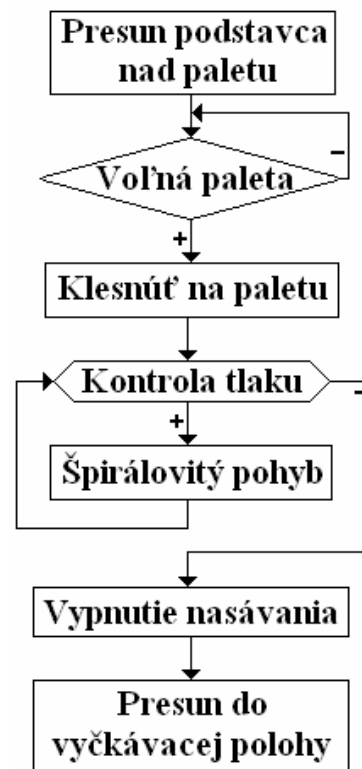 Presun podstavca
nad paletu
–
Voľná paleta
+
Klesnúť na paletu
Kontrola tlaku
–
+
Špirálovitý pohyb
Vypnutie nasávania
Presun do
vyčkávacej polohy